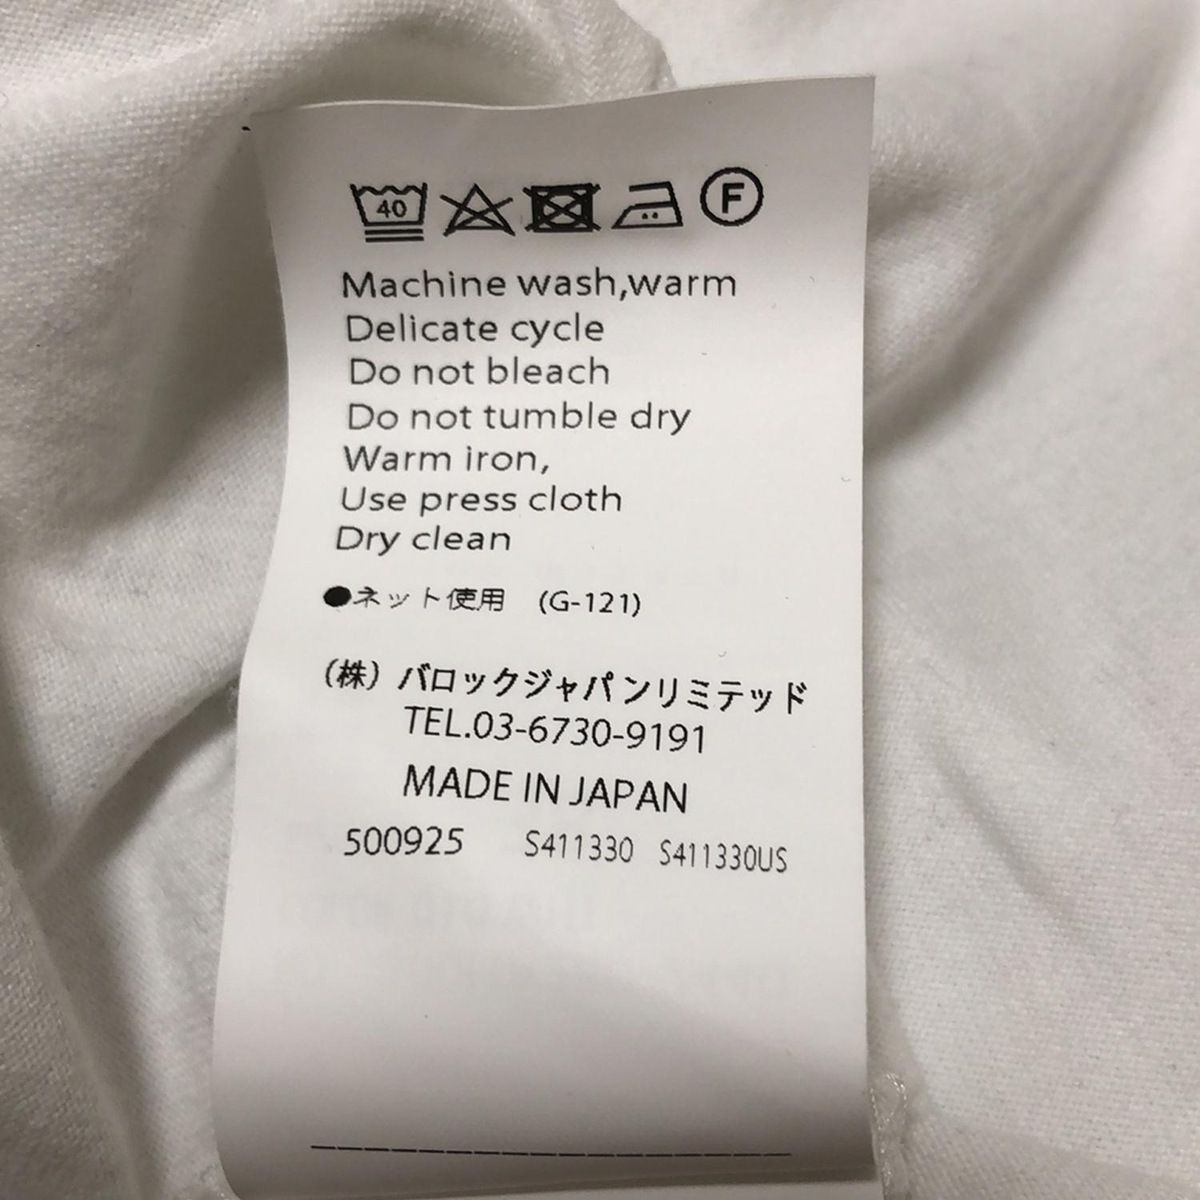 40 F
Machine wash,warm
Delicate cycle
Do not bleach
Do not tumble dry
Warm iron,
Use press cloth
Dry clean
●ネット使用 (G-121)
(株) バロックジャパンリミテッド
TEL.03-6730-9191
MADE IN JAPAN
500925 S411330 S411330US